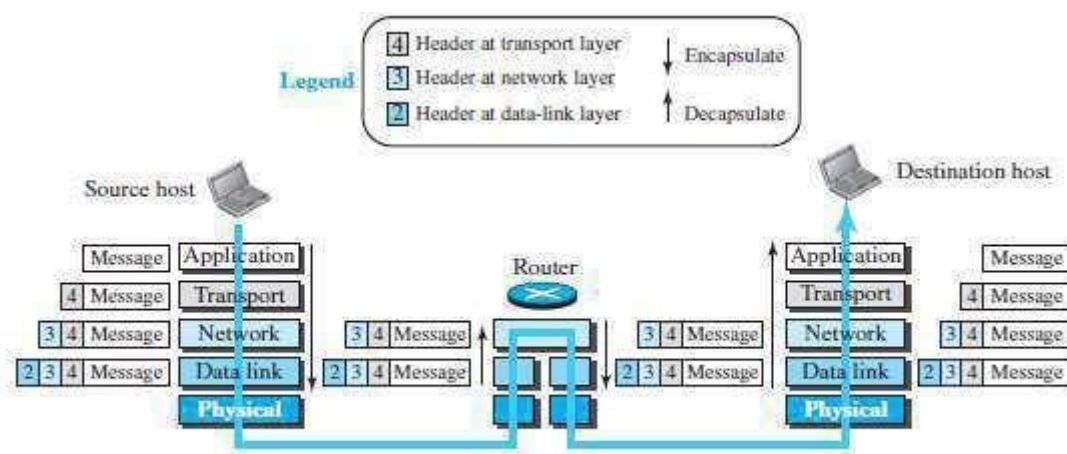 4 Header at transport layer
Encapsulate
Legend
3 Header at network layer
2 Header at data-link layer
Decapsulate
Source host
Destination host
Message Application
Router
Application Message
4 Message Transport
Transport 4 Message
3 4 Message Network 3 4 Message
3 4 Message Network 3 4 Message
2 3 4 Message Data link 2 3 4 Message
2 3 4 Message Data link 2 3 4 Message
Physical
Physical